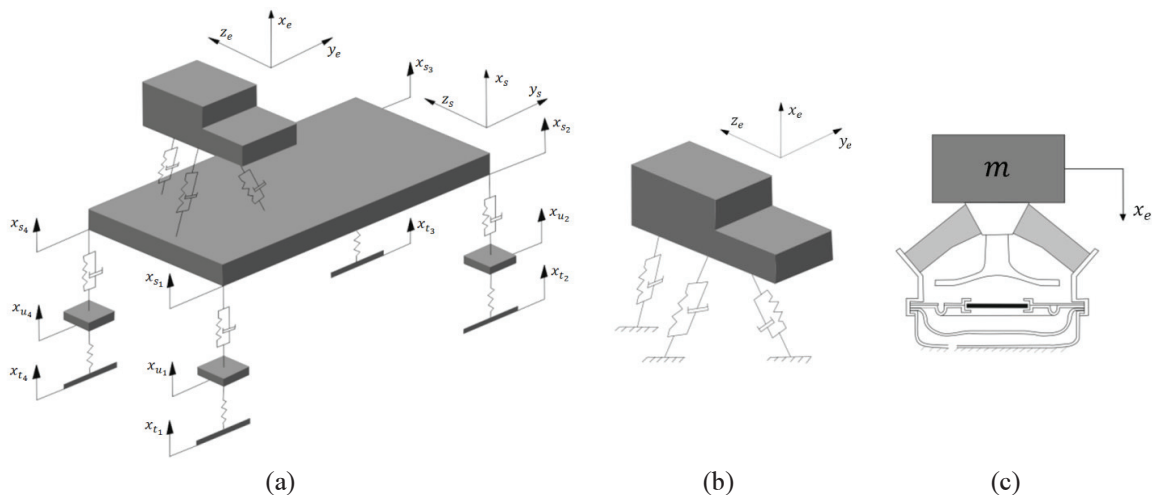 x_e
z_e
y_e
x_{s_3}
x_s
y_s
z_s
x_{s_2}
x_{s_4}
x_{s_1}
x_{t_3}
x_{u_2}
x_{t_2}
x_{u_4}
x_{u_1}
x_{t_4}
x_{t_1}
(a)
x_e
z_e
y_e
(b)
m
x_e
(c)